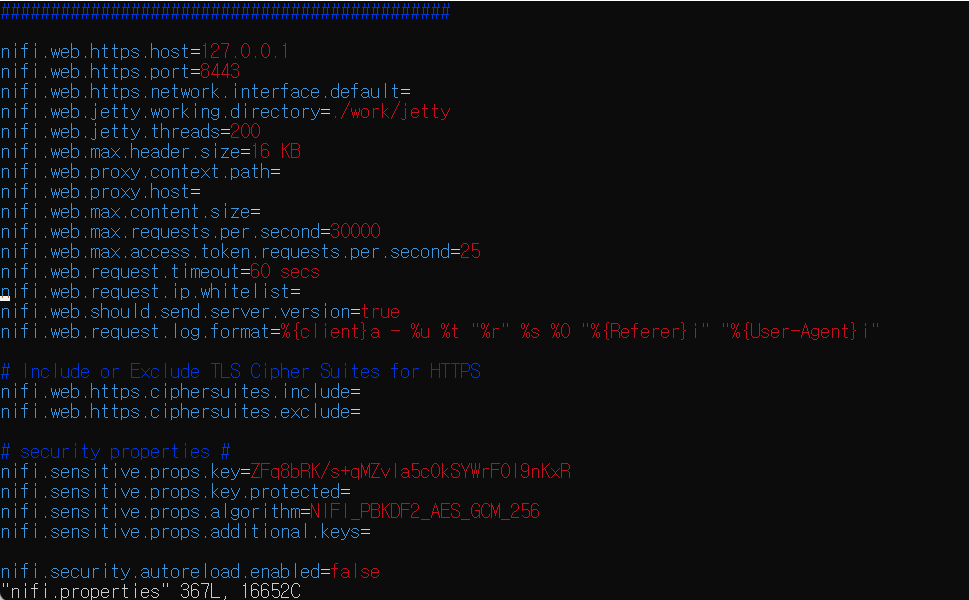 #############################################
nifi.web.https.host=127.0.0.1
nifi.web.https.port=8443
nifi.web.https.network.interface.default=
nifi.web.jetty.working.directory=./work/jetty
nifi.web.jetty.threads=200
nifi.web.max.header.size=16 KB
nifi.web.proxy.context.path=
nifi.web.proxy.host=
nifi.web.max.content.size=
nifi.web.max.requests.per.second=30000
nifi.web.max.access.token.requests.per.second=25
nifi.web.request.timeout=60 secs
nifi.web.request.ip.whitelist=
nifi.web.should.send.server.version=true
nifi.web.request.log.format=%{client}a - %u %t "%r" %s %O "%{Referer}i" "%{User-Agent}i"
# Include or Exclude TLS Cipher Suites for HTTPS
nifi.web.https.ciphersuites.include=
nifi.web.https.ciphersuites.exclude=
# security properties #
nifi.sensitive.props.key=ZFq8bRK/s+qMZvla5c0kSYWrF0l9nKxR
nifi.sensitive.props.key.protected=
nifi.sensitive.props.algorithm=NIFI_PBKDF2_AES_GCM_256
nifi.sensitive.props.additional.keys=
nifi.security.autoreload.enabled=false
"nifi.properties" 367L, 16652C